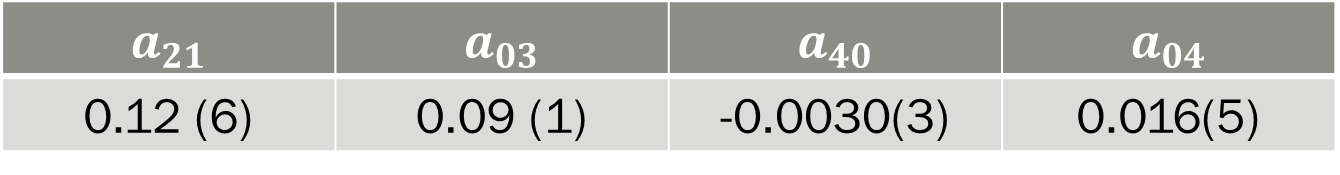 a₂₁ a₀₃ a₄₀ a₀₄
0.12 (6) 0.09 (1) -0.0030(3) 0.016(5)